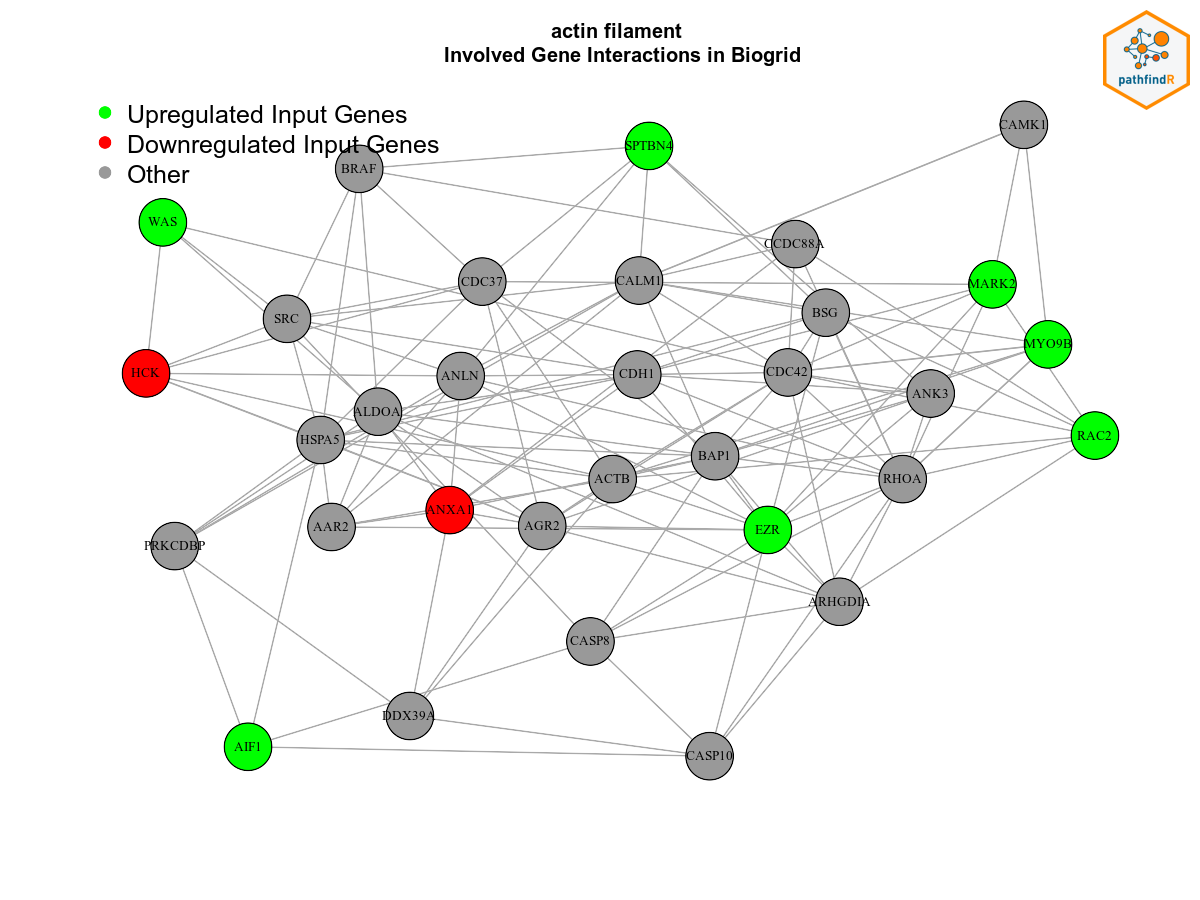 actin filament
Involved Gene Interactions in Biogrid
pathfindR
Upregulated Input Genes
Downregulated Input Genes
Other
CAMK1
SPTBN4
BRAF
WAS
CCDC88A
CDC37
CALM1
MARK2
SRC
BSG
MYO9B
HCK
ANLN
CDH1
CDC42
ANK3
ALDOA
HSPA5
RAC2
BAP1
ACTB
RHOA
ANXA1
AAR2
AGR2
EZR
PRKCDBP
ARHGDIA
CASP8
DDX39A
AIF1
CASP10